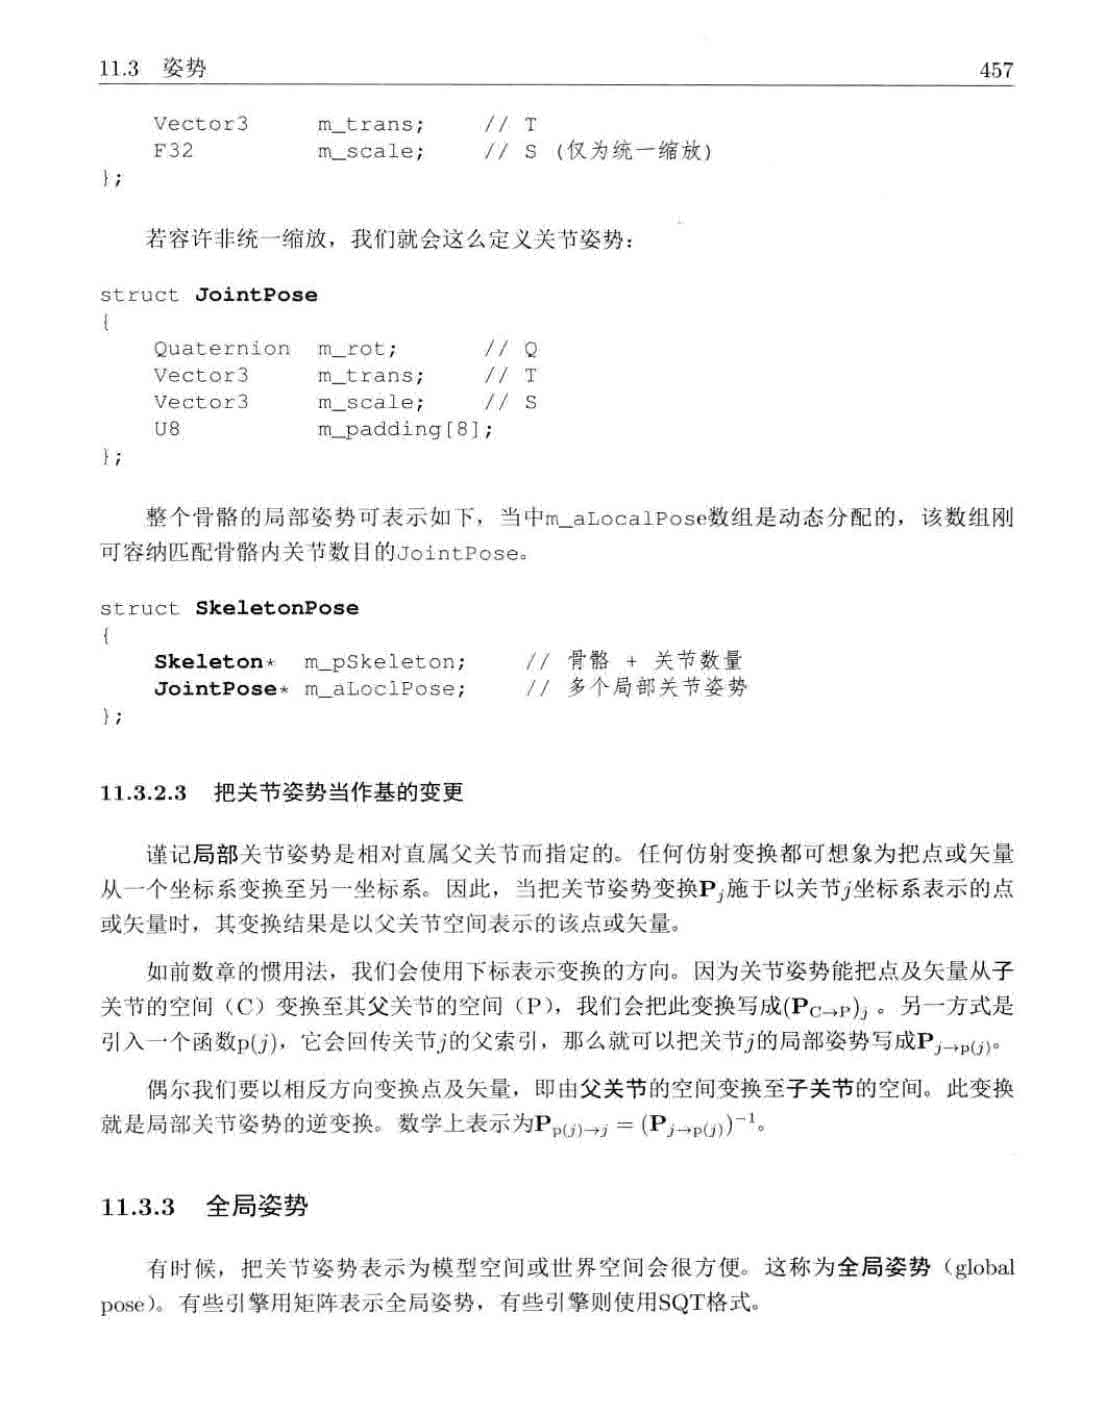 11.3 姿势 457
Vector3 m_trans; // T
F32 m_scale; // S (仅为统一缩放)
};
若容许非统一缩放，我们就会这么定义关节姿势：
struct JointPose
{
Quaternion m_rot; // Q
Vector3 m_trans; // T
Vector3 m_scale; // S
U8 m_padding[8];
};
整个骨骼的局部姿势可表示如下，当中m_aLocalPose数组是动态分配的，该数组刚
可容纳匹配骨骼内关节数目的JointPose。
struct SkeletonPose
{
Skeleton* m_pSkeleton; // 骨骼 + 关节数量
JointPose* m_aLoclPose; // 多个局部关节姿势
};
11.3.2.3 把关节姿势当作基的变更
谨记局部关节姿势是相对直属父关节而指定的。任何仿射变换都可想象为把点或矢量
从一个坐标系变换至另一坐标系。因此，当把关节姿势变换P_j施于以关节j坐标系表示的点
或矢量时，其变换结果是以父关节空间表示的该点或矢量。
如前数章的惯用法，我们会使用下标表示变换的方向。因为关节姿势能把点及矢量从子
关节的空间（C）变换至其父关节的空间（P），我们会把此变换写成(P_{C→P})_j。另一方式是
引入一个函数p(j)，它会回传关节j的父索引，那么就可以把关节j的局部姿势写成P_{j→p(j)}。
偶尔我们要以相反方向变换点及矢量，即由父关节的空间变换至子关节的空间。此变换
就是局部关节姿势的逆变换。数学上表示为P_{p(j)→j} = (P_{j→p(j)})^{-1}。
11.3.3 全局姿势
有时候，把关节姿势表示为模型空间或世界空间会很方便。这称为全局姿势（global
pose）。有些引擎用矩阵表示全局姿势，有些引擎则使用SQT格式。